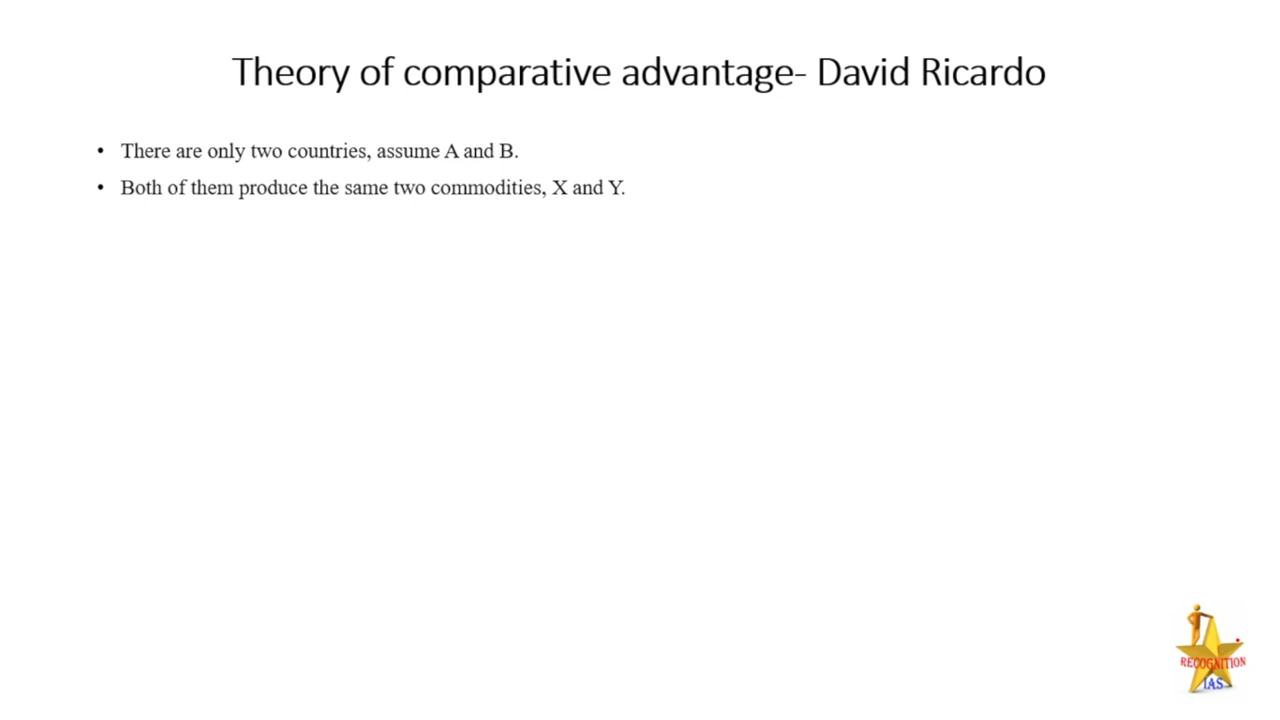 Theory of comparative advantage- David Ricardo
• There are only two countries, assume A and B.
• Both of them produce the same two commodities, X and Y.
RECOGNITION
IAS